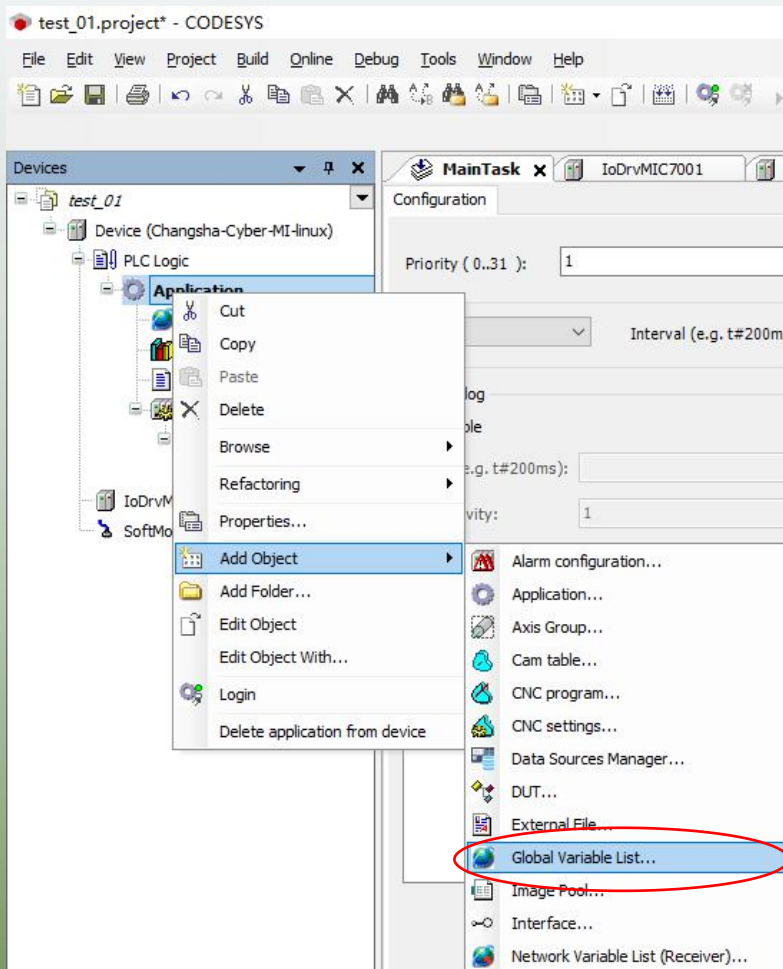 test_01.project* - CODESYS
File Edit View Project Build Online Debug Tools Window Help
Devices
test_01
Device (Changsha-Cyber-MI-linux)
PLC Logic
Application
IoDrvM
SoftMo
MainTask
IoDrvMIC7001
Configuration
Priority ( 0..31 ): 1
Interval (e.g. t#200m
log
ble
e.g. t#200ms):
vity: 1
Cut
Copy
Paste
Delete
Browse
Refactoring
Properties...
Add Object
Add Folder...
Edit Object
Edit Object With...
Login
Delete application from device
Alarm configuration...
Application...
Axis Group...
Cam table...
CNC program...
CNC settings...
Data Sources Manager...
DUT...
External File...
Global Variable List...
Image Pool...
Interface...
Network Variable List (Receiver)...